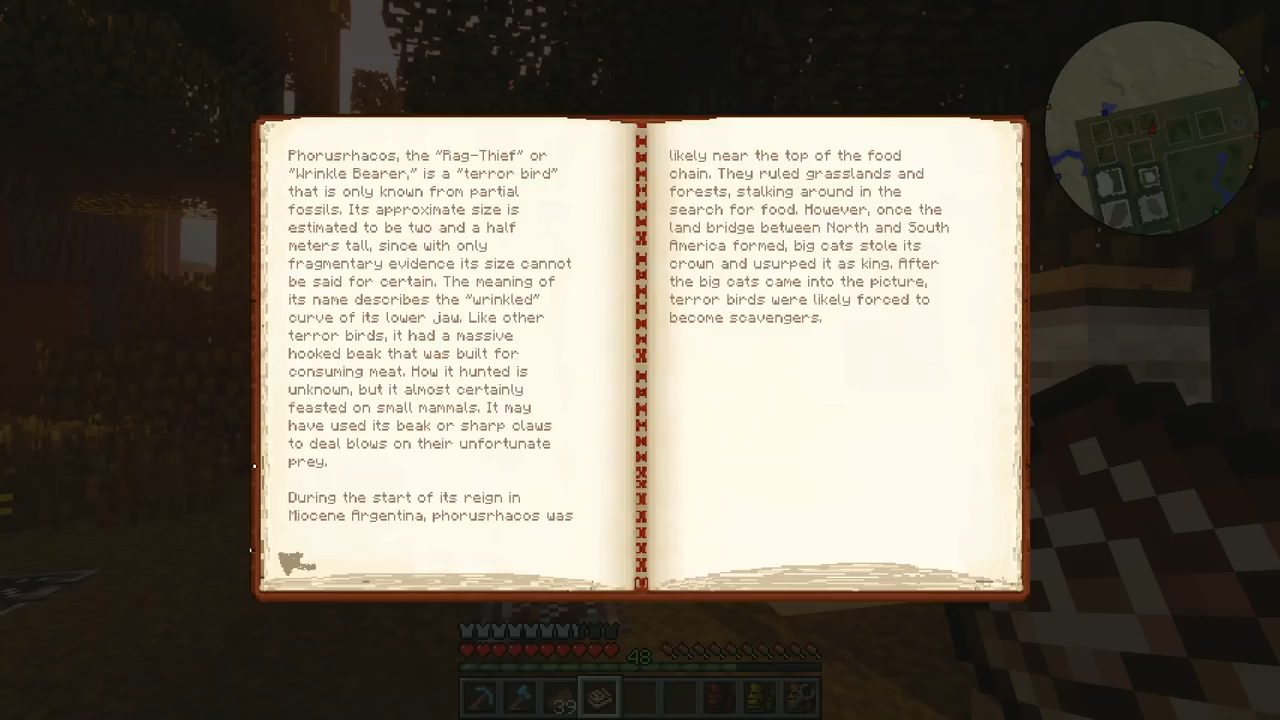 Phorusrhacos, the "Rag-Thief" or
"Wrinkle Bearer," is a "terror bird"
that is only known from partial
fossils. Its approximate size is
estimated to be two and a half
meters tall, since with only
fragmentary evidence its size cannot
be said for certain. The meaning of
its name describes the "wrinkled"
curve of its lower jaw. Like other
terror birds, it had a massive
hooked beak that was built for
consuming meat. How it hunted is
unknown, but it almost certainly
feasted on small mammals. It may
have used its beak or sharp claws
to deal blows on their unfortunate
prey.
During the start of its reign in
Miocene Argentina, phorusrhacos was
likely near the top of the food
chain. They ruled grasslands and
forests, stalking around in the
search for food. However, once the
land bridge between North and South
America formed, big cats stole its
crown and usurped it as king. After
the big cats came into the picture,
terror birds were likely forced to
become scavengers.
48
39